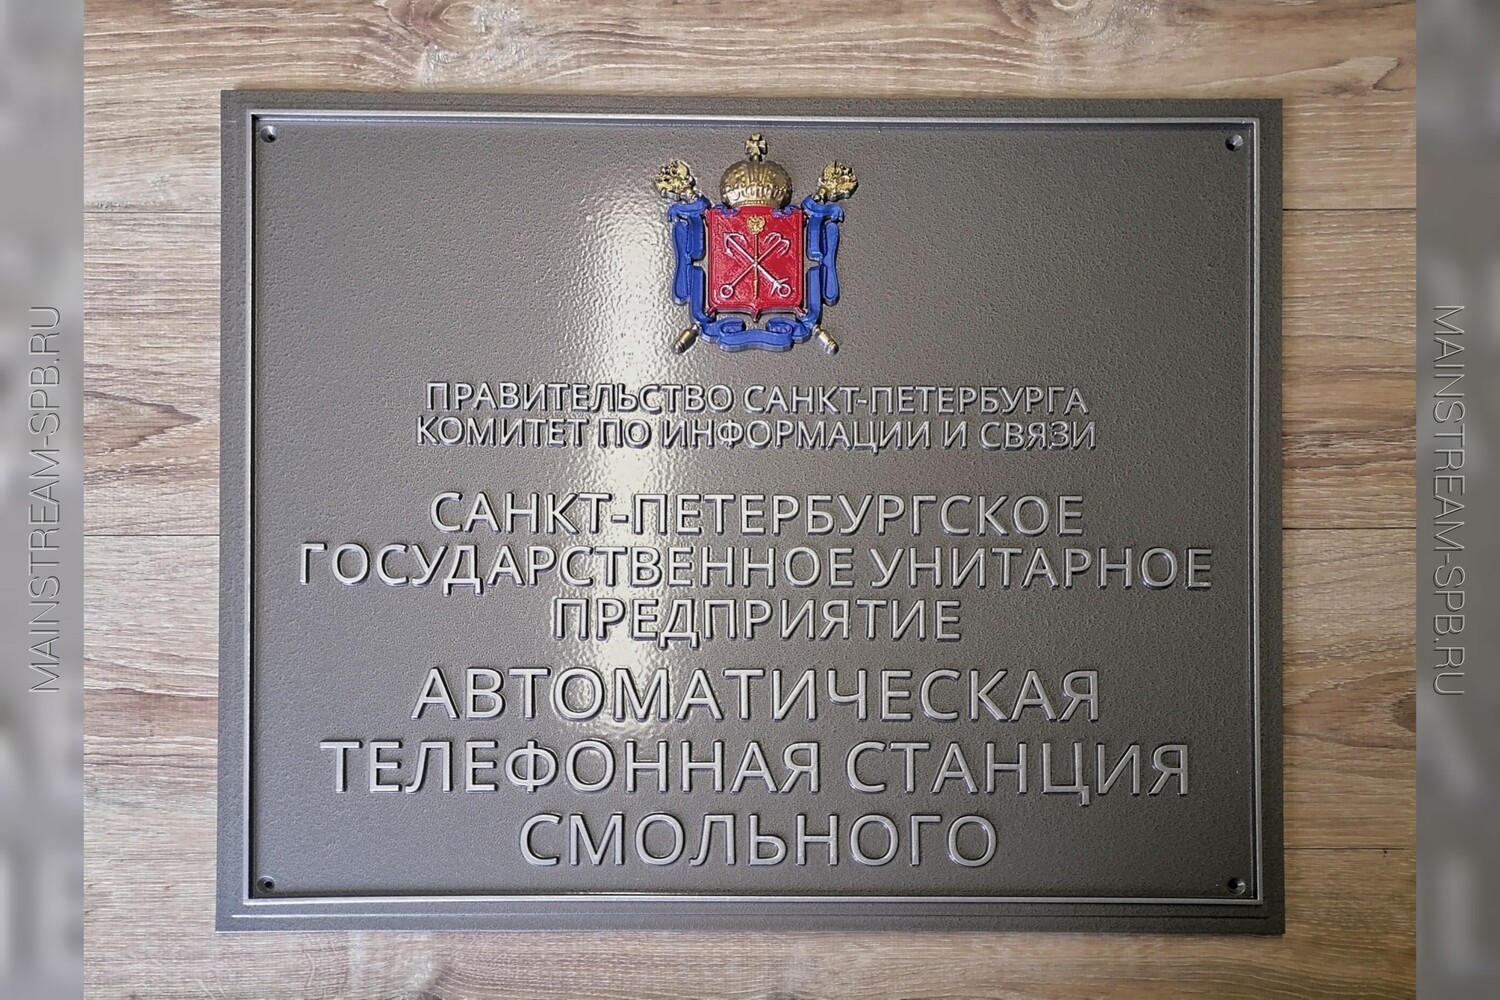 ПРАВИТЕЛЬСТВО САНКТ-ПЕТЕРБУРГА
КОМИТЕТ ПО ИНФОРМАЦИИ И СВЯЗИ
САНКТ-ПЕТЕРБУРГСКОЕ
ГОСУДАРСТВЕННОЕ УНИТАРНОЕ
ПРЕДПРИЯТИЕ
АВТОМАТИЧЕСКАЯ
ТЕЛЕФОННАЯ СТАНЦИЯ
СМОЛЬНОГО
MAINSTREAM-SPB.RU
MAINSTREAM-SPB.RU